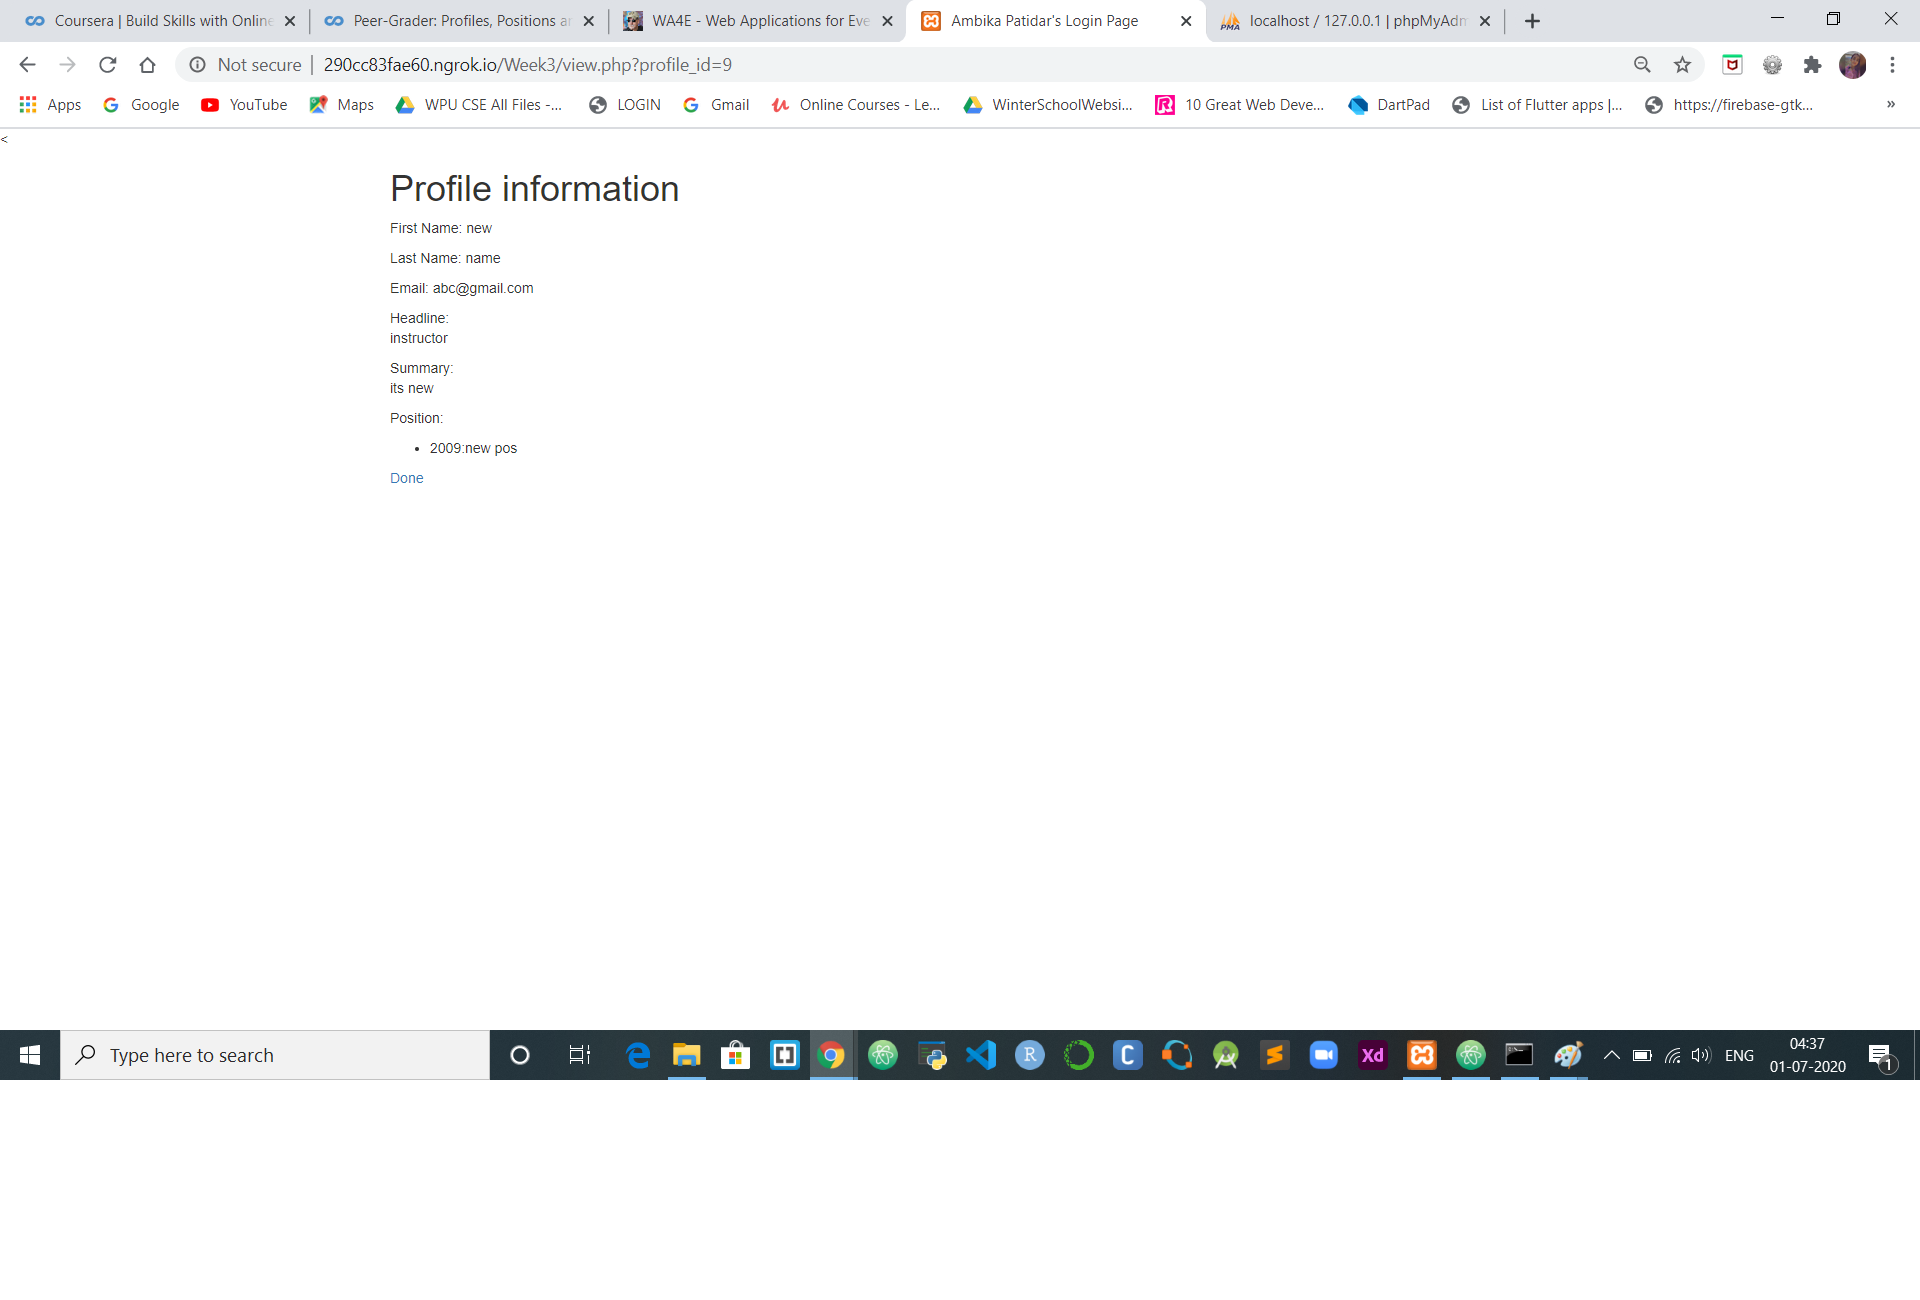 Coursera | Build Skills with Online
Peer-Grader: Profiles, Positions an
WA4E - Web Applications for Eve
Ambika Patidar's Login Page
localhost / 127.0.0.1 | phpMyAdm
Not secure | 290cc83fae60.ngrok.io/Week3/view.php?profile_id=9
Apps
Google
YouTube
Maps
WPU CSE All Files -...
LOGIN
Gmail
Online Courses - Le...
WinterSchoolWebsi...
10 Great Web Deve...
DartPad
List of Flutter apps |...
https://firebase-gtk...
»
<
Profile information
First Name: new
Last Name: name
Email: abc@gmail.com
Headline:
instructor
Summary:
its new
Position:
• 2009:new pos
Done
Type here to search
R
C
Xd
ENG
04:37
01-07-2020
1